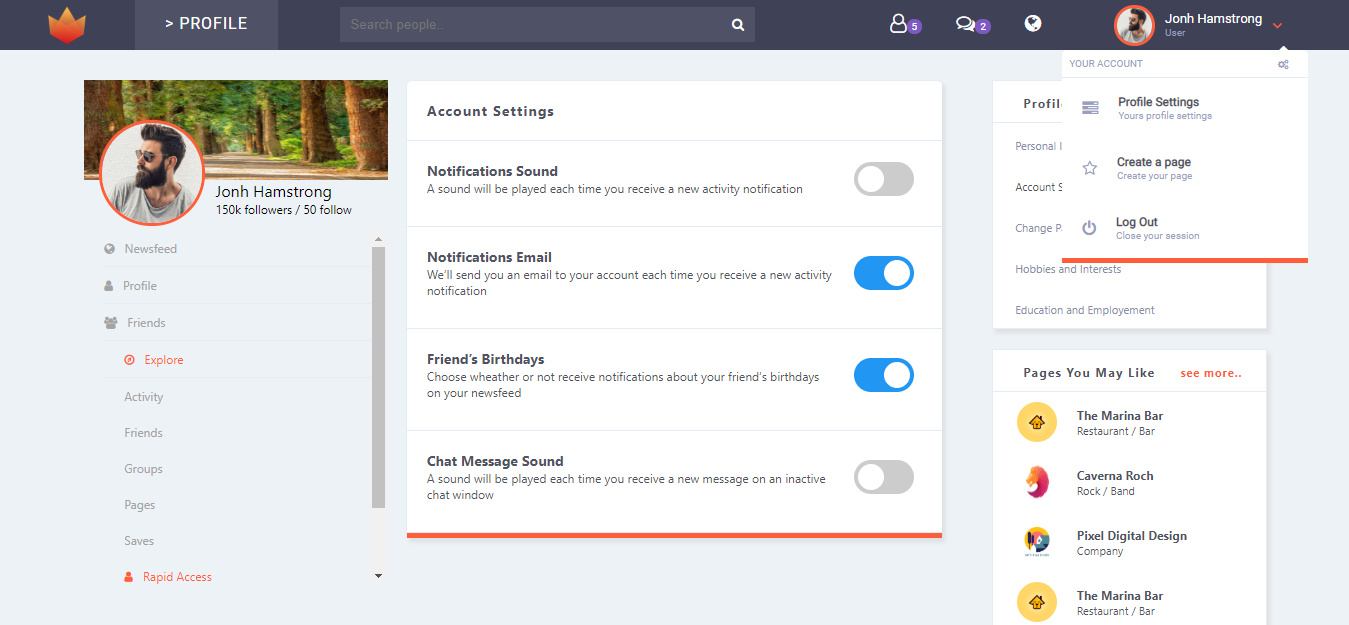 > PROFILE
Search people...
5
2
Jonh Hamstrong
User
YOUR ACCOUNT
Profile Settings
Yours profile settings
Create a page
Create your page
Log Out
Close your session
Jonh Hamstrong
150k followers / 50 follow
Newsfeed
Profile
Friends
Explore
Activity
Friends
Groups
Pages
Saves
Rapid Access
Account Settings
Notifications Sound
A sound will be played each time you receive a new activity notification
Notifications Email
We’ll send you an email to your account each time you receive a new activity
notification
Friend’s Birthdays
Choose wheather or not receive notifications about your friend’s birthdays
on your newsfeed
Chat Message Sound
A sound will be played each time you receive a new message on an inactive
chat window
Profil
Personal I
Account S
Change P
Hobbies and Interests
Education and Employement
Pages You May Like see more..
The Marina Bar
Restaurant / Bar
Caverna Roch
Rock / Band
Pixel Digital Design
Company
The Marina Bar
Restaurant / Bar